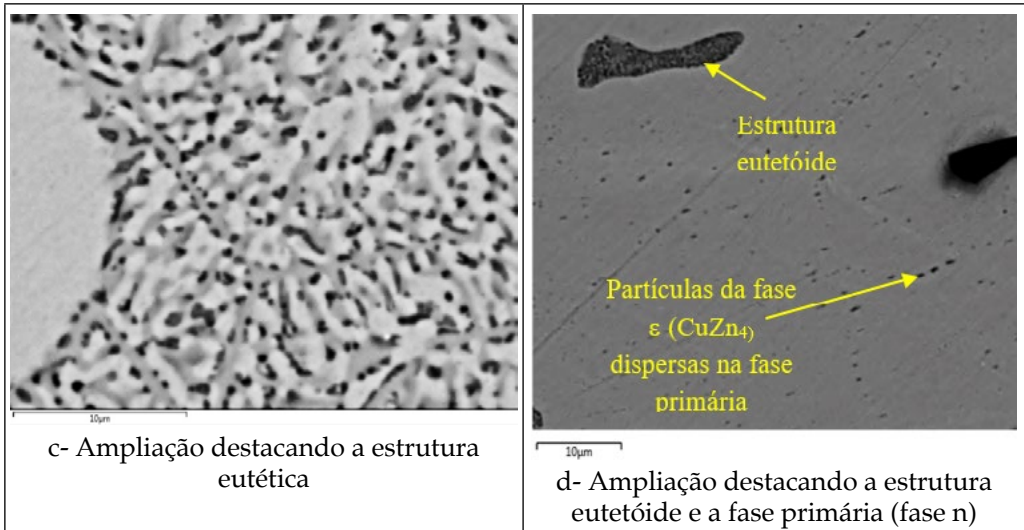 10µm
c- Ampliação destacando a estrutura
eutética
Estrutura
eutetóide
Partículas da fase
ε (CuZn₄)
dispersas na fase
primária
10µm
d- Ampliação destacando a estrutura
eutetóide e a fase primária (fase n)